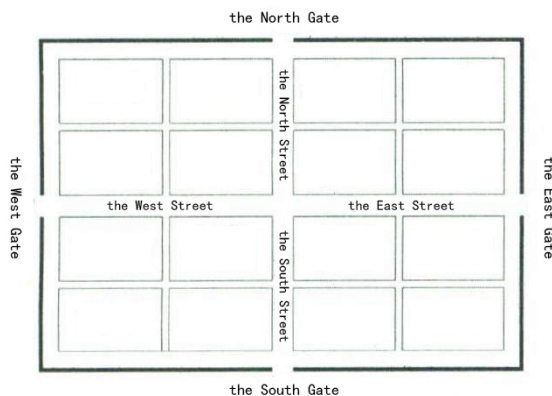 the North Gate
the North Street
the West Gate
the West Street
the East Street
the East Gate
the South Street
the South Gate